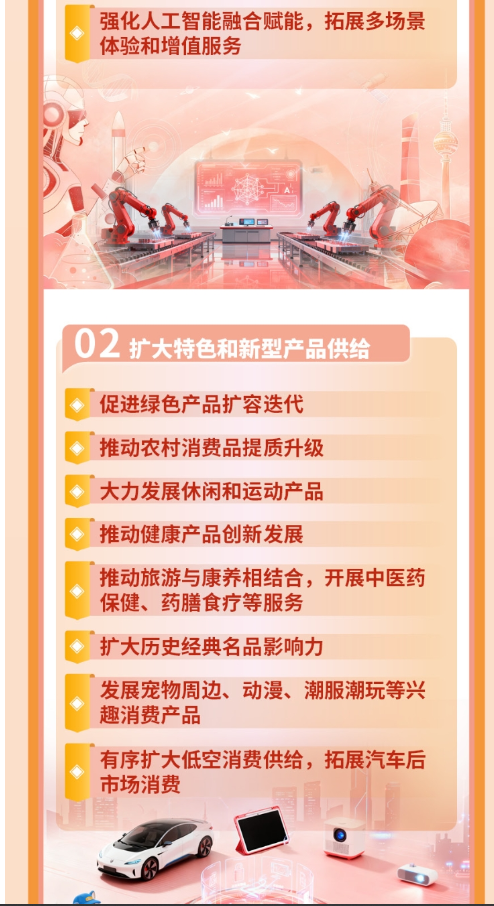 强化人工智能融合赋能，拓展多场景
体验和增值服务
AI
02 扩大特色和新型产品供给
促进绿色产品扩容迭代
推动农村消费品提质升级
大力发展休闲和运动产品
推动健康产品创新发展
推动旅游与康养相结合，开展中医药
保健、药膳食疗等服务
扩大历史经典名品影响力
发展宠物周边、动漫、潮服潮玩等兴
趣消费产品
有序扩大低空消费供给，拓展汽车后
市场消费